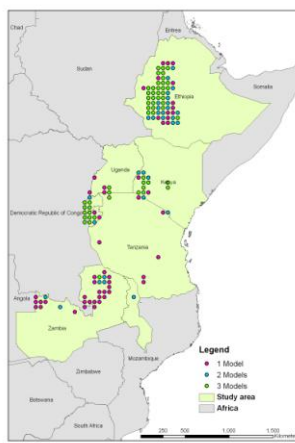 Chad
Eritrea
Sudan
Ethiopia
Somalia
Uganda
Kenya
Democratic Republic of Congo
Tanzania
Angola
Zambia
Mozambique
Zimbabwe
Botswana
South Africa
Legend
1 Model
2 Models
3 Models
Study area
Africa
0 250 500 1.000 1.500